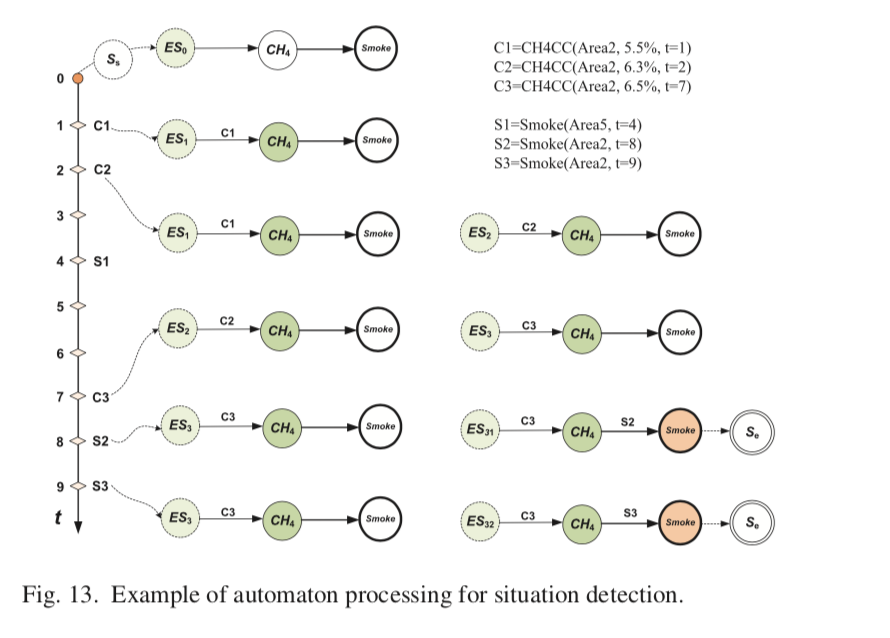 S_s ES_0 CH_4 Smoke
0
C1=CH4CC(Area2, 5.5%, t=1)
C2=CH4CC(Area2, 6.3%, t=2)
C3=CH4CC(Area2, 6.5%, t=7)
S1=Smoke(Area5, t=4)
S2=Smoke(Area2, t=8)
S3=Smoke(Area2, t=9)
1 C1 ES_1 C1 CH_4 Smoke
2 C2
3 ES_1 C1 CH_4 Smoke ES_2 C2 CH_4 Smoke
4 S1
5 ES_2 C2 CH_4 Smoke ES_3 C3 CH_4 Smoke
6
7 C3
8 S2 ES_3 C3 CH_4 Smoke ES_31 C3 CH_4 S2 Smoke S_e
9 S3
t ES_3 C3 CH_4 Smoke ES_32 C3 CH_4 S3 Smoke S_e
Fig. 13. Example of automaton processing for situation detection.